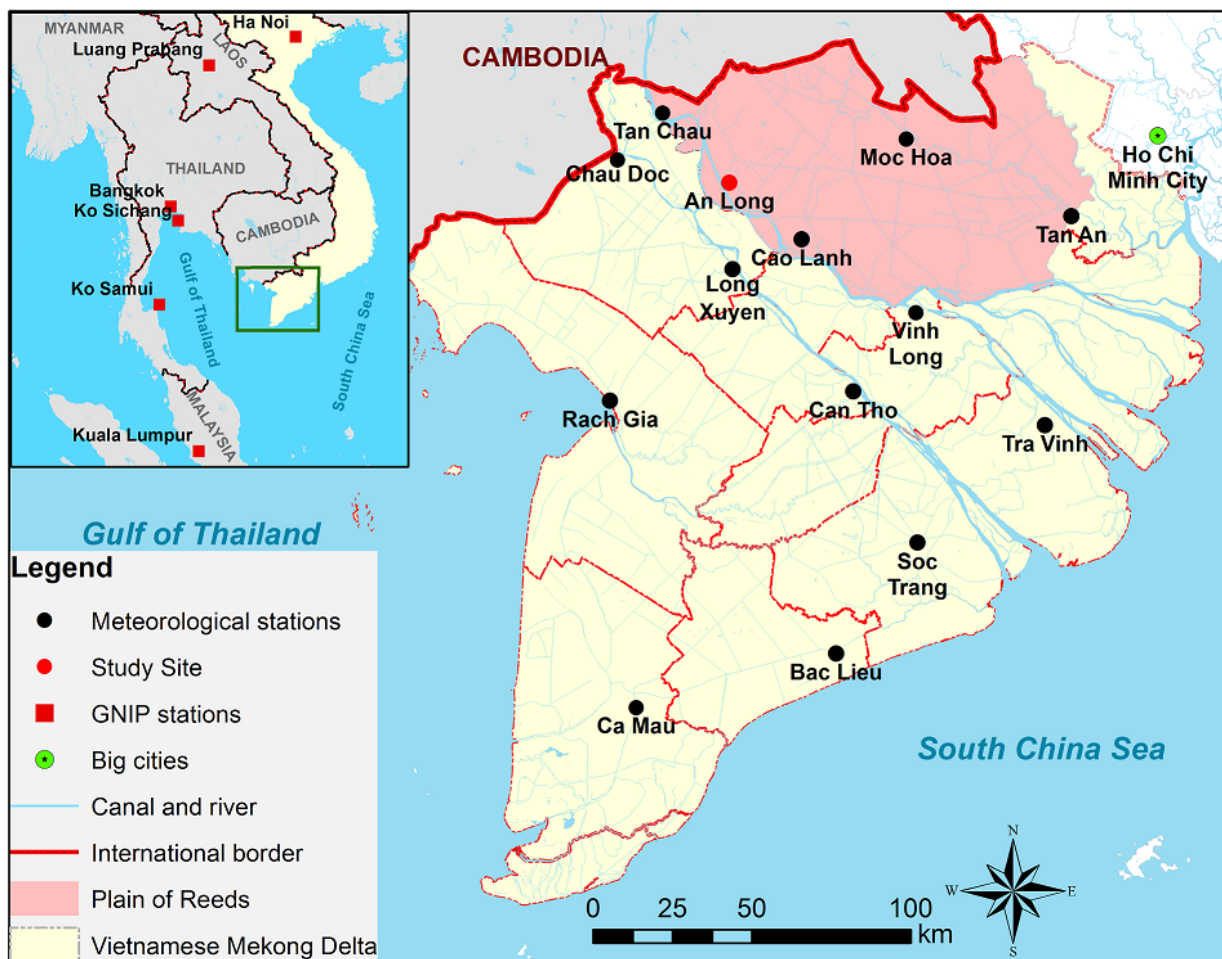 MYANMAR
Ha Noi
Luang Prabang
LAOS
THAILAND
Bangkok
Ko Sichang
CAMBODIA
Ko Samui
Gulf of Thailand
South China Sea
MALAYSIA
Kuala Lumpur
CAMBODIA
Tan Chau
Chau Doc
Moc Hoa
Ho Chi
Minh City
An Long
Tan An
Cao Lanh
Long
Xuyen
Vinh
Long
Rach Gia
Can Tho
Tra Vinh
Soc
Trang
Bac Lieu
Ca Mau
Gulf of Thailand
South China Sea
Legend
Meteorological stations
Study Site
GNIP stations
Big cities
Canal and river
International border
Plain of Reeds
Vietnamese Mekong Delta
N
W
E
S
0 25 50 100
km